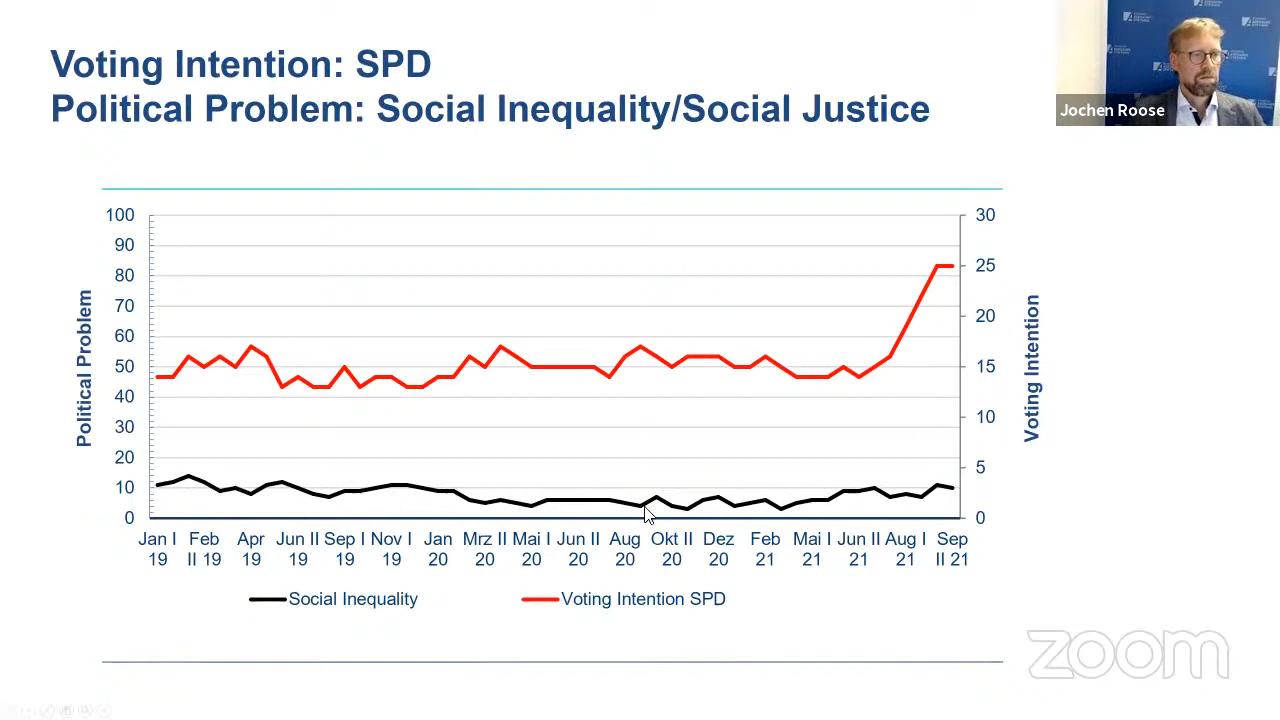 Voting Intention: SPD
Political Problem: Social Inequality/Social Justice
Jochen Roose
100
90
80
70
60
50
40
30
20
10
0
Political Problem
30
25
20
15
10
5
0
Voting Intention
Jan I Feb Apr Jun II Sep I Nov I Jan Mrz II Mai I Jun II Aug Okt II Dez Feb Mai I Jun II Aug I Sep
19 II 19 19 19 19 19 20 20 20 20 20 20 20 21 21 21 21 II 21
Social Inequality Voting Intention SPD
zoom